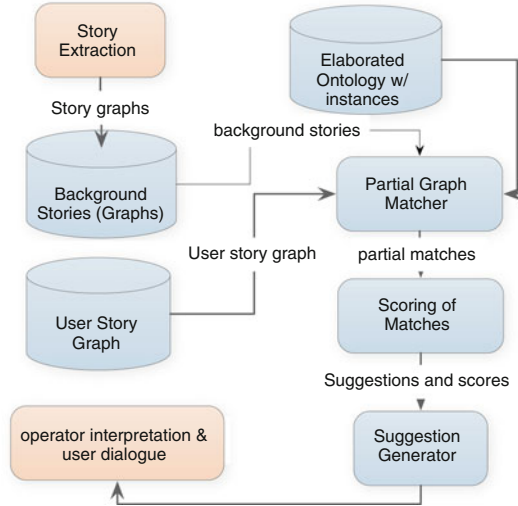 Story
Extraction
Elaborated
Ontology w/
instances
Story graphs
background stories
Background
Stories (Graphs)
Partial Graph
Matcher
User story graph
partial matches
User Story
Graph
Scoring of
Matches
Suggestions and scores
operator interpretation &
user dialogue
Suggestion
Generator